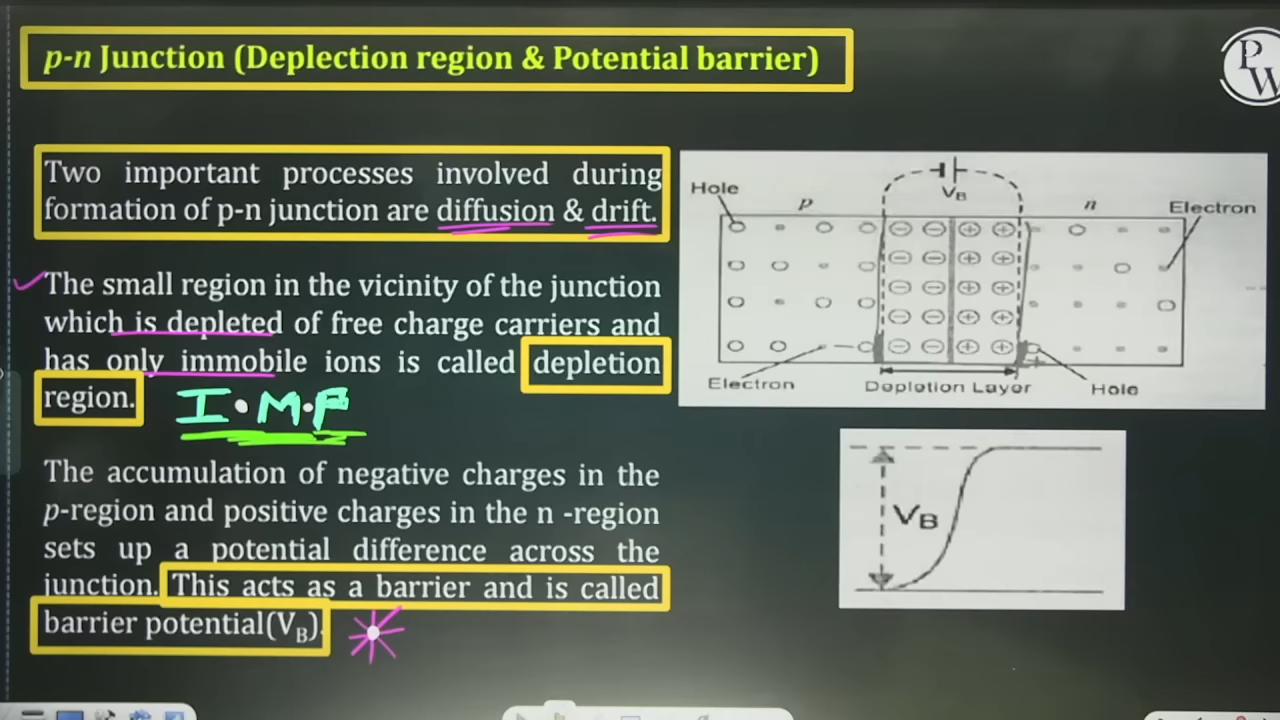 p-n Junction (Deplection region & Potential barrier)
PW
Two important processes involved during
formation of p-n junction are diffusion & drift.
The small region in the vicinity of the junction
which is depleted of free charge carriers and
has only immobile ions is called depletion
region. I.M.P
The accumulation of negative charges in the
p-region and positive charges in the n -region
sets up a potential difference across the
junction. This acts as a barrier and is called
barrier potential(VB).
VB
Hole
p
n
Electron
Electron
Depletion Layer
Hole
VB